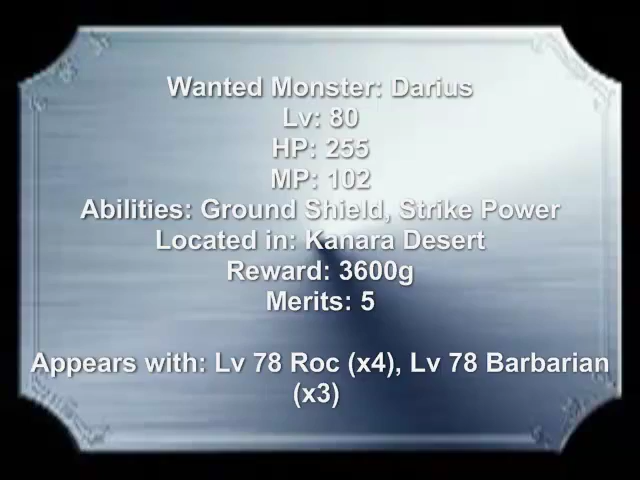 Wanted Monster: Darius
Lv: 80
HP: 255
MP: 102
Abilities: Ground Shield, Strike Power
Located in: Kanara Desert
Reward: 3600g
Merits: 5
Appears with: Lv 78 Roc (x4), Lv 78 Barbarian
(x3)